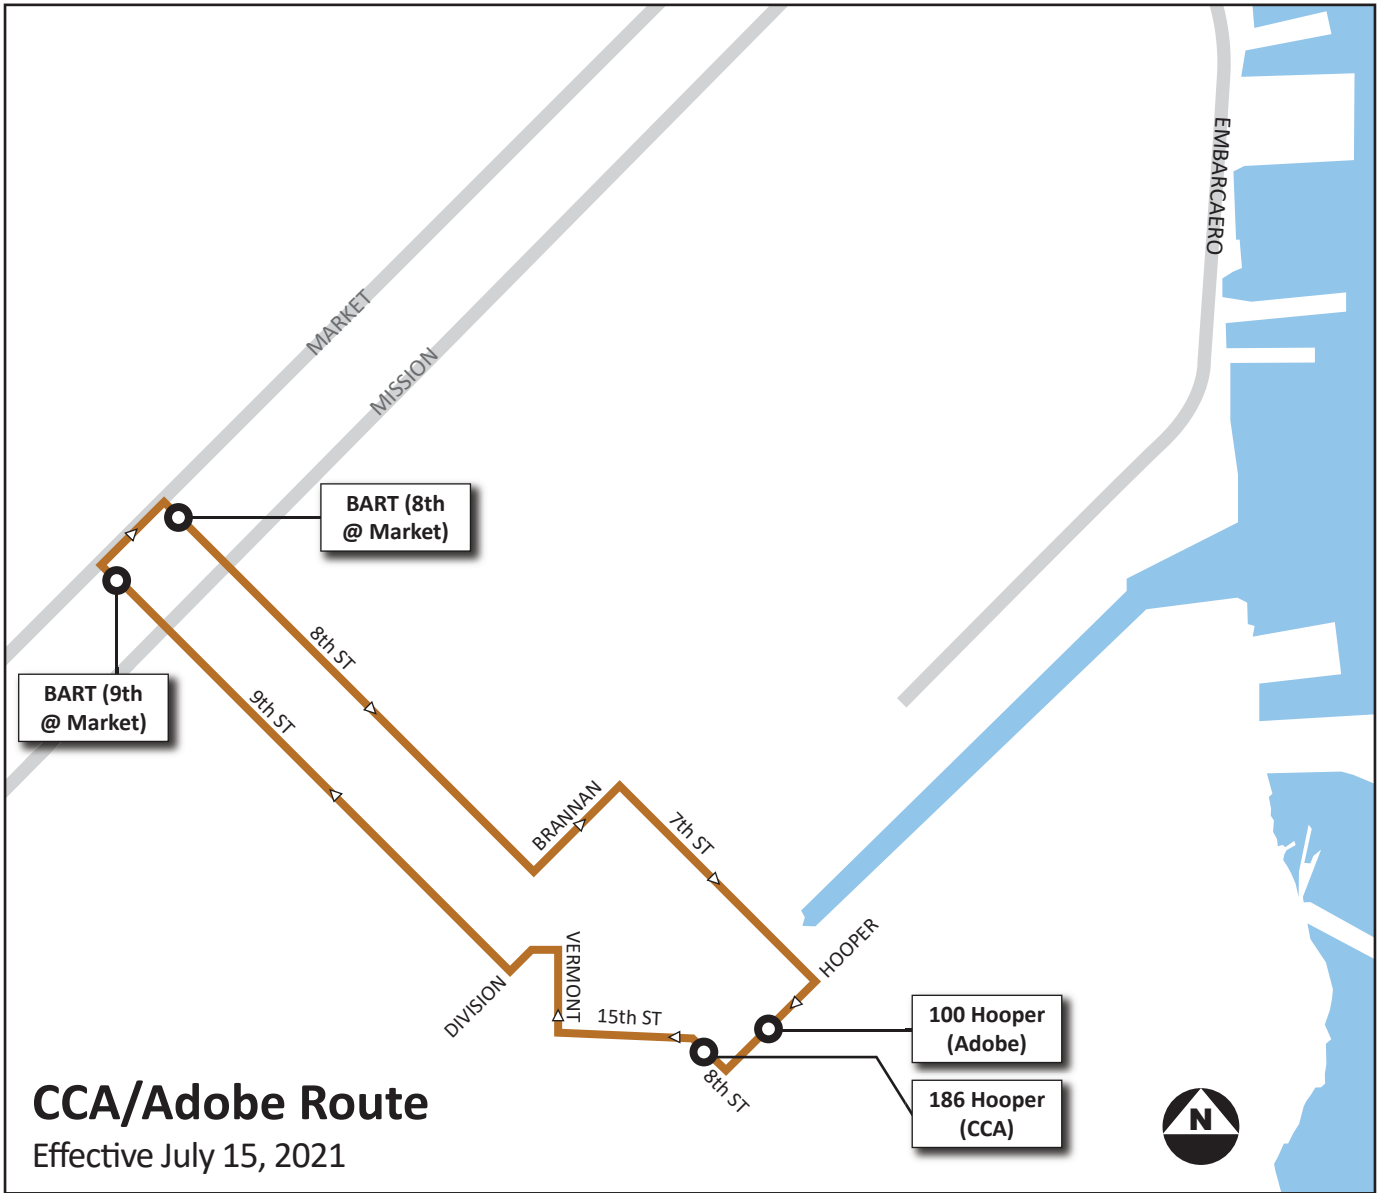 EMBARCAERO
MARKET
MISSION
BART (8th
@ Market)
8th ST
BART (9th
@ Market)
9th ST
BRANNAN
7th ST
HOOPER
VERMONT
DIVISION
15th ST
100 Hooper
(Adobe)
8th ST
186 Hooper
(CCA)
CCA/Adobe Route
Effective July 15, 2021
N